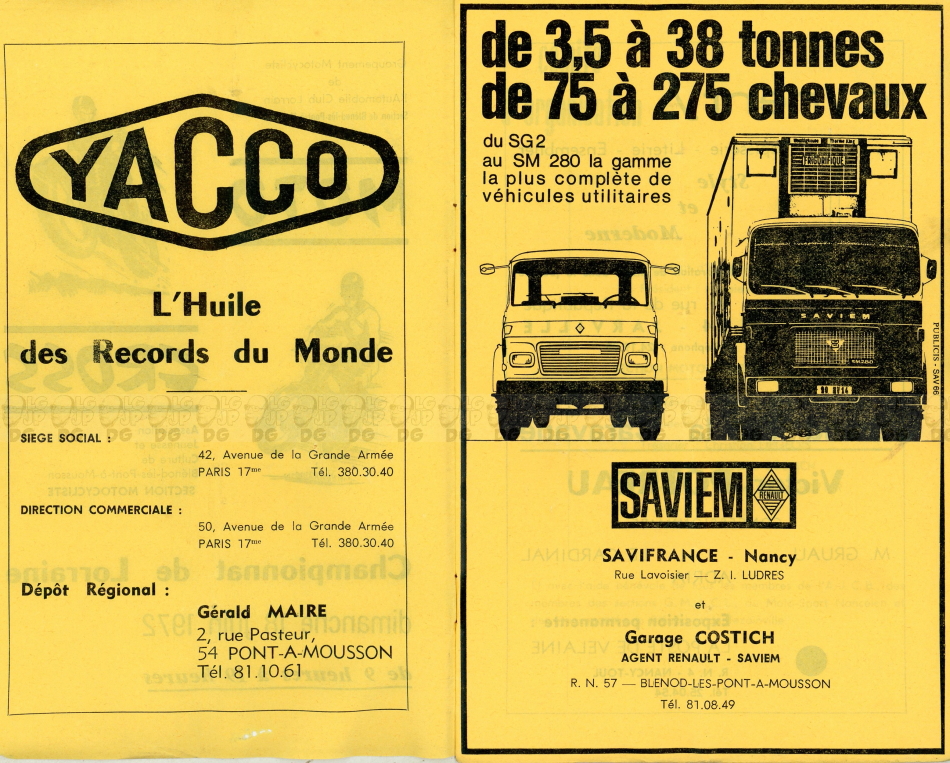 YACCO
L'Huile
des Records du Monde
SIEGE SOCIAL :
42, Avenue de la Grande Armée
PARIS 17me Tél. 380.30.40
DIRECTION COMMERCIALE :
50, Avenue de la Grande Armée
PARIS 17me Tél. 380.30.40
Dépôt Régional :
Gérald MAIRE
2, rue Pasteur,
54 PONT-A-MOUSSON
Tél. 81.10.61
de 3,5 à 38 tonnes
de 75 à 275 chevaux
du SG2
au SM 280 la gamme
la plus complète de
véhicules utilitaires
FRIGORIFIQUE
SAVIEM
SM280
PUBLICIS - SAV 66
SAVIEM
RENAULT
SAVIFRANCE - Nancy
Rue Lavoisier — Z. I. LUDRES
et
Garage COSTICH
AGENT RENAULT - SAVIEM
R. N. 57 — BLENOD-LES-PONT-A-MOUSSON
Tél. 81.08.49